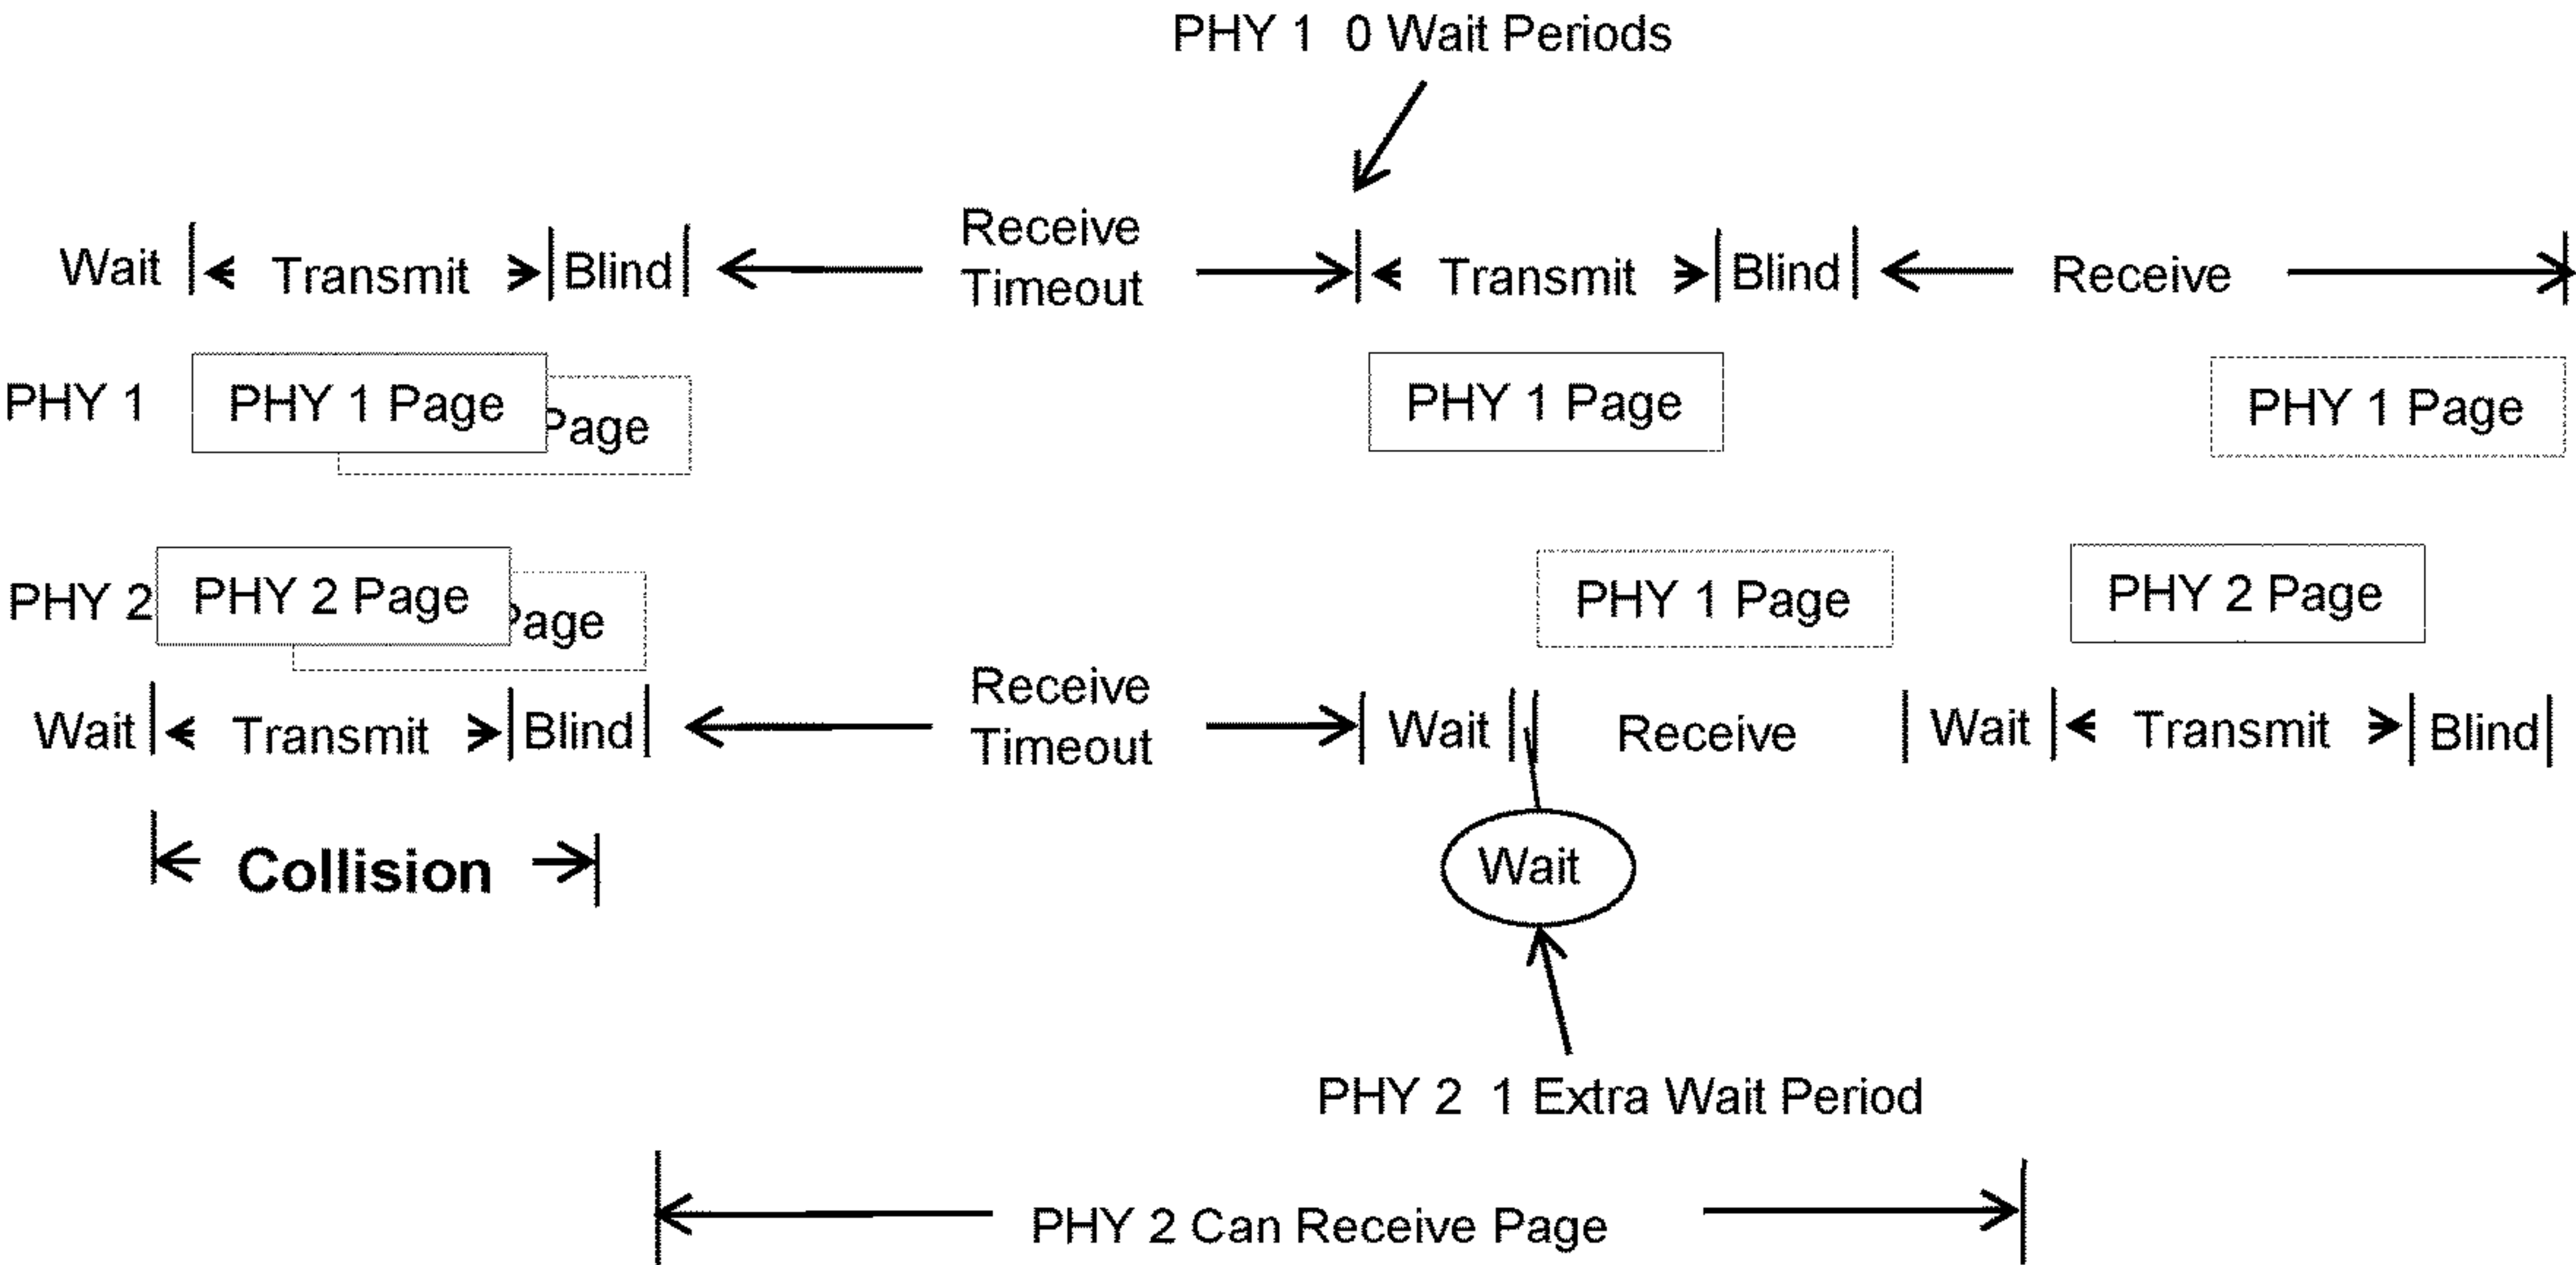 PHY 1 0 Wait Periods
Wait Transmit Blind Receive Timeout Transmit Blind Receive
PHY 1 PHY 1 Page Page PHY 1 Page PHY 1 Page
PHY 2 PHY 2 Page Page PHY 1 Page PHY 2 Page
Wait Transmit Blind Receive Timeout Wait Receive Wait Transmit Blind
Collision
Wait
PHY 2 1 Extra Wait Period
PHY 2 Can Receive Page